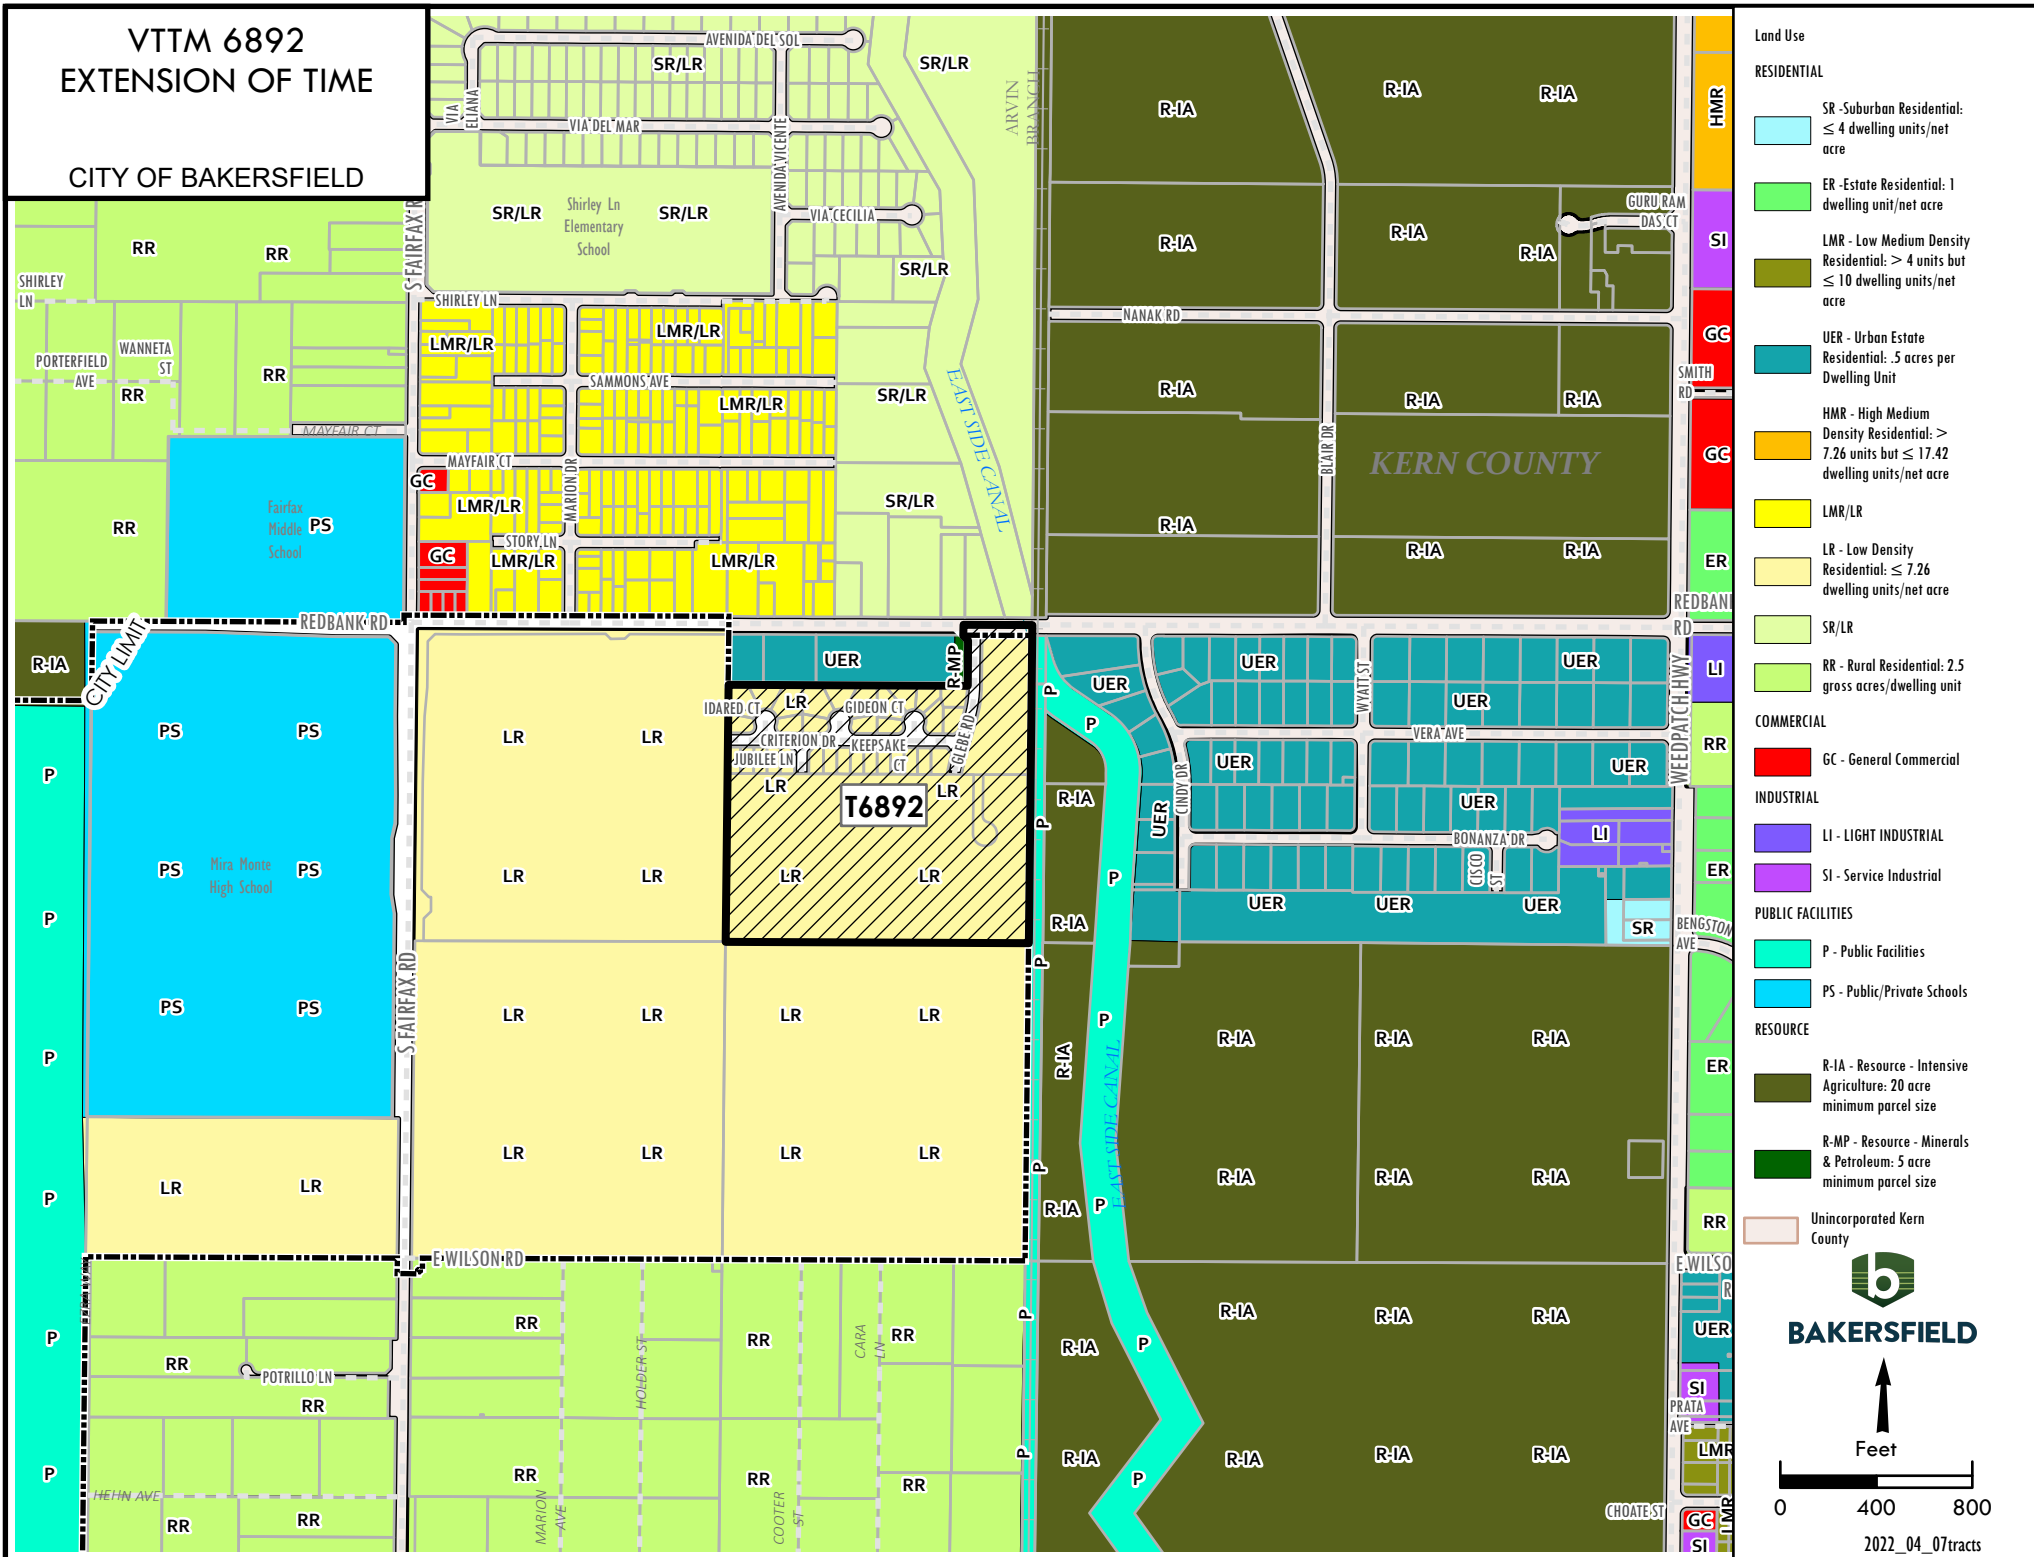 VTTM 6892
EXTENSION OF TIME
CITY OF BAKERSFIELD
AVENIDA DEL SOL
SR/LR
SR/LR
VIA
ELIANA
VIA DEL MAR
AVENIDA VICENTE
ARVIN
BRANCH
R-IA
R-IA
R-IA
HMR
Shirley Ln
Elementary
School
SR/LR
SR/LR
VIA CECILIA
GURU RAM
DAS CT
RR
RR
S FAIRFAX R
R-IA
R-IA
R-IA
SI
SHIRLEY
LN
SR/LR
SHIRLEY LN
NANAK RD
LMR/LR
LMR/LR
GC
PORTERFIELD
AVE
WANNETA
ST
RR
RR
SAMMONS AVE
LMR/LR
SR/LR
EAST SIDE CANAL
R-IA
R-IA
R-IA
SMITH
RD
MAYFAIR CT
MAYFAIR CT
MARION DR
BLAIR DR
KERN COUNTY
GC
GC
LMR/LR
SR/LR
Fairfax
Middle
School
PS
RR
R-IA
STORY LN
GC
LMR/LR
LMR/LR
R-IA
R-IA
ER
REDBANK RD
REDBAN
RD
CITY LIMIT
R-IA
UER
R-MP
UER
UER
UER
UER
WYATT ST
LI
WEEDPATCH HWY
P
P
IDARED CT
LR
GIDEON CT
GLEBE RD
CRITERION DR
KEEPSAKE
CT
JUBILEE LN
LR
LR
T6892
LR
LR
PS
PS
LR
LR
VERA AVE
RR
UER
UER
CINDY DR
P
R-IA
P
UER
UER
BONANZA DR
LI
CISCO
ST
Mira Monte
High School
PS
PS
LR
LR
P
ER
P
R-IA
UER
UER
UER
SR
BENGSTON
AVE
P
PS
PS
S.FAIRFAX.RD
LR
LR
LR
LR
P
R-IA
R-IA
R-IA
R-IA
P
EAST SIDE CANAL
ER
LR
LR
LR
LR
LR
LR
P
P
R-IA
P
R-IA
R-IA
R-IA
RR
E WILSON RD
E.WILSO
R
P
RR
RR
POTRILLO LN
RR
RR
RR
CARA
LN
HOLDER ST
P
R-IA
P
R-IA
R-IA
R-IA
UER
SI
PRATA
AVE
LMR
P
HEHN AVE
RR
RR
RR
MARION
AVE
RR
COOTER
ST
RR
P
R-IA
P
R-IA
R-IA
R-IA
CHOATE ST
GC
LMR
SI
Land Use
RESIDENTIAL
SR -Suburban Residential:
≤ 4 dwelling units/net
acre
ER -Estate Residential: 1
dwelling unit/net acre
LMR - Low Medium Density
Residential: > 4 units but
≤ 10 dwelling units/net
acre
UER - Urban Estate
Residential: .5 acres per
Dwelling Unit
HMR - High Medium
Density Residential: >
7.26 units but ≤ 17.42
dwelling units/net acre
LMR/LR
LR - Low Density
Residential: ≤ 7.26
dwelling units/net acre
SR/LR
RR - Rural Residential: 2.5
gross acres/dwelling unit
COMMERCIAL
GC - General Commercial
INDUSTRIAL
LI - LIGHT INDUSTRIAL
SI - Service Industrial
PUBLIC FACILITIES
P - Public Facilities
PS - Public/Private Schools
RESOURCE
R-IA - Resource - Intensive
Agriculture: 20 acre
minimum parcel size
R-MP - Resource - Minerals
& Petroleum: 5 acre
minimum parcel size
Unincorporated Kern
County
b
BAKERSFIELD
Feet
0 400 800
2022_04_07tracts